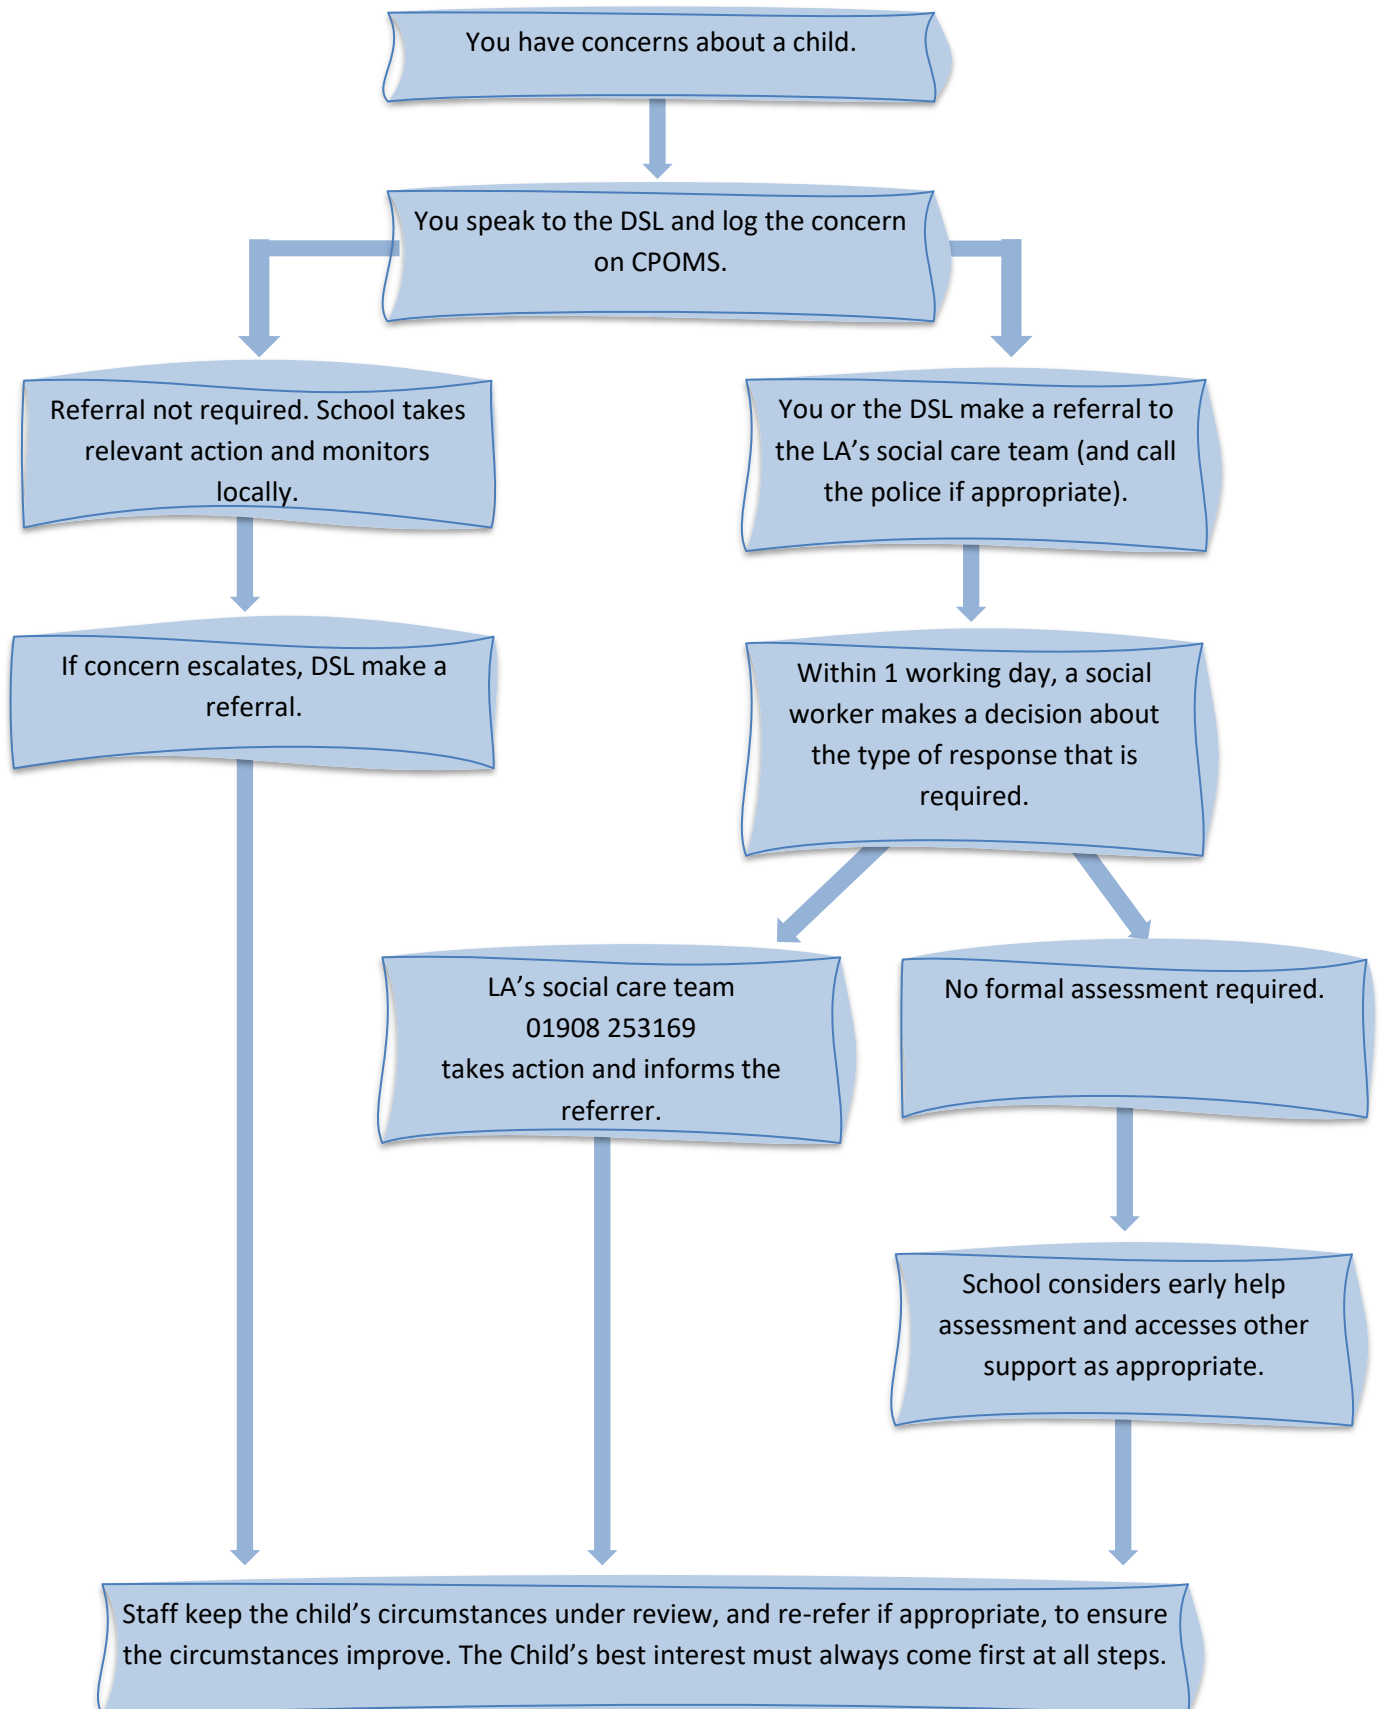 You have concerns about a child.
You speak to the DSL and log the concern
on CPOMS.
Referral not required. School takes
relevant action and monitors
locally.
You or the DSL make a referral to
the LA’s social care team (and call
the police if appropriate).
If concern escalates, DSL make a
referral.
Within 1 working day, a social
worker makes a decision about
the type of response that is
required.
LA’s social care team
01908 253169
takes action and informs the
referrer.
No formal assessment required.
School considers early help
assessment and accesses other
support as appropriate.
Staff keep the child’s circumstances under review, and re-refer if appropriate, to ensure
the circumstances improve. The Child’s best interest must always come first at all steps.